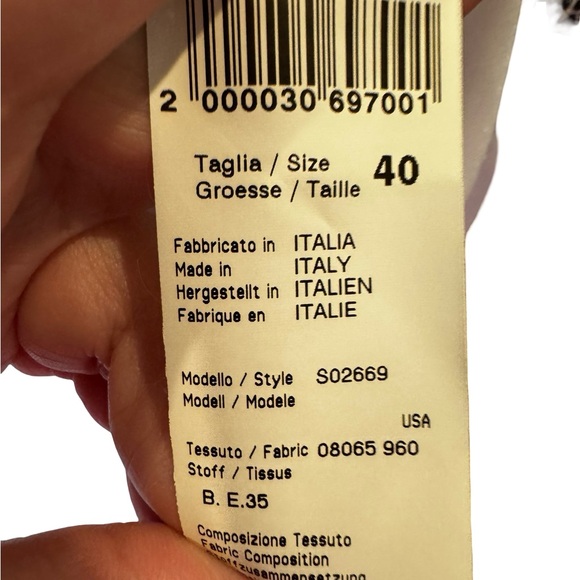 2 000030 697001
Taglia / Size 40
Groesse / Taille
Fabbricato in ITALIA
Made in ITALY
Hergestellt in ITALIEN
Fabrique en ITALIE
Modello / Style S02669
Modell / Modele
USA
Tessuto / Fabric 08065 960
Stoff / Tissus
B. E.35
Composizione Tessuto
Fabric Composition